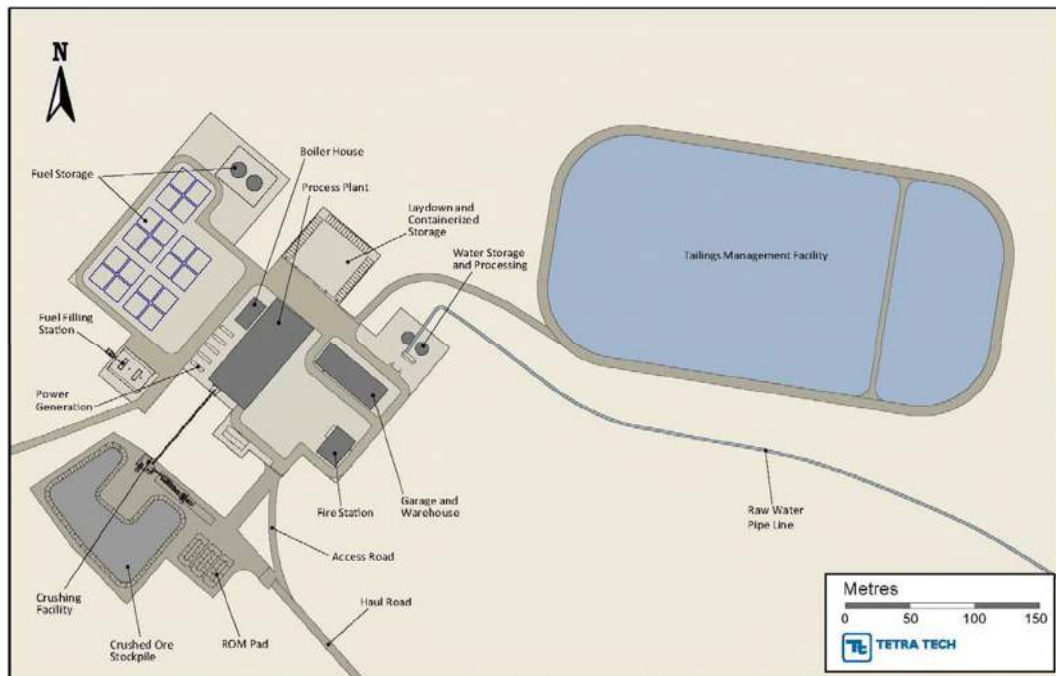 N
Boiler House
Fuel Storage
Process Plant
Laydown and
Containerized
Storage
Water Storage
and Processing
Tailings Management Facility
Fuel Filling
Station
Power
Generation
Fire Station
Garage and
Warehouse
Raw Water
Pipe Line
Access Road
Haul Road
Crushing
Facility
Crushed Ore
Stockpile
ROM Pad
Metres
0 50 100 150
Tt TETRA TECH